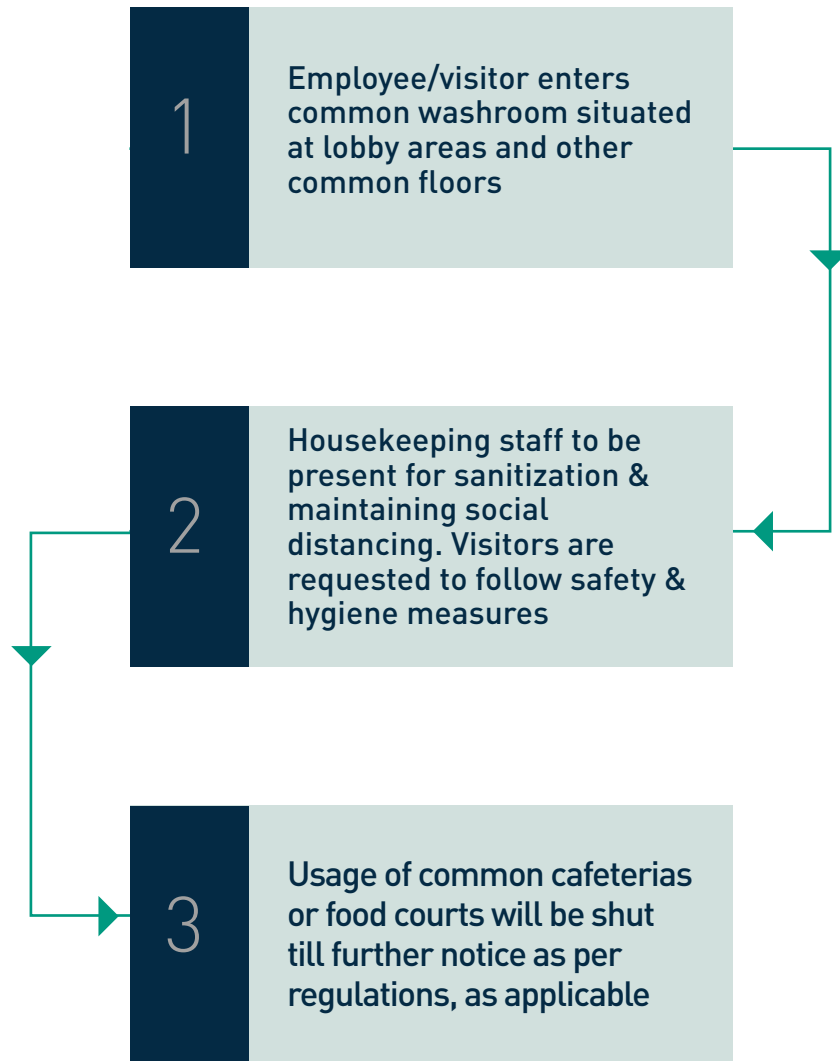 1
Employee/visitor enters
common washroom situated
at lobby areas and other
common floors
2
Housekeeping staff to be
present for sanitization &
maintaining social
distancing. Visitors are
requested to follow safety &
hygiene measures
3
Usage of common cafeterias
or food courts will be shut
till further notice as per
regulations, as applicable